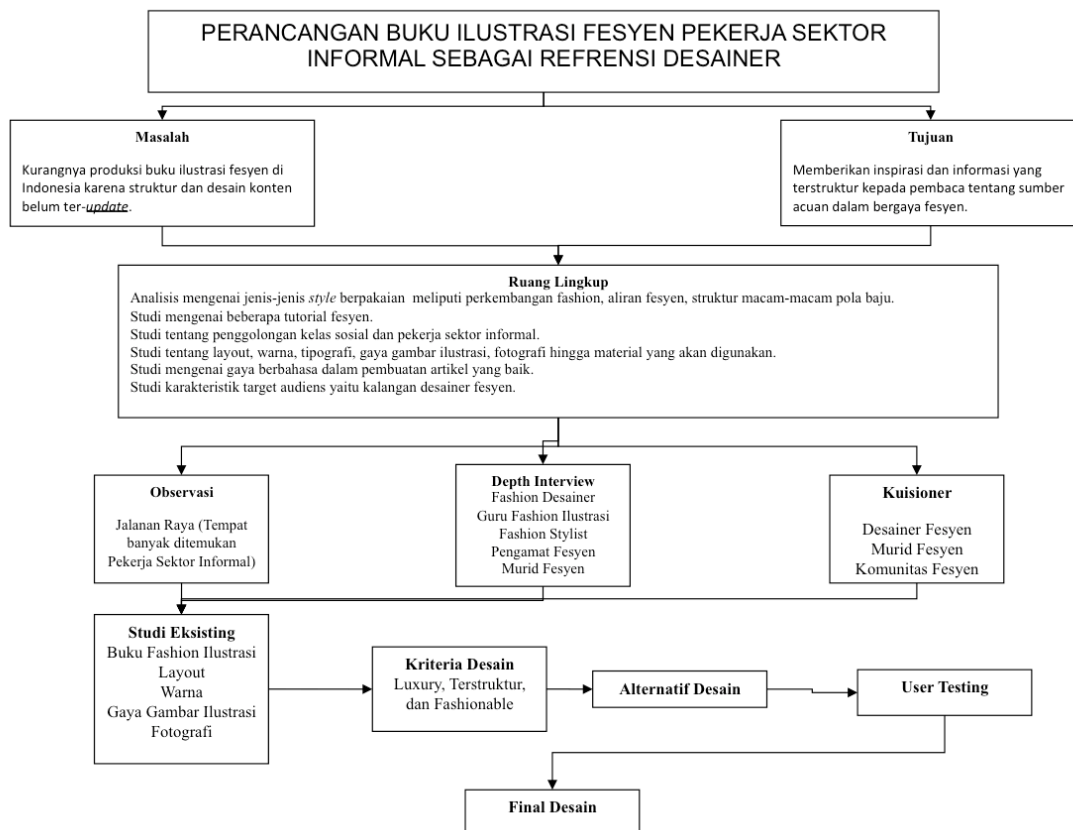 PERANCANGAN BUKU ILUSTRASI FESYEN PEKERJA SEKTOR
INFORMAL SEBAGAI REFRENSI DESAINER
Masalah
Kurangnya produksi buku ilustrasi fesyen di
Indonesia karena struktur dan desain konten
belum ter-update.
Tujuan
Memberikan inspirasi dan informasi yang
terstruktur kepada pembaca tentang sumber
acuan dalam bergaya fesyen.
Ruang Lingkup
Analisis mengenai jenis-jenis style berpakaian meliputi perkembangan fashion, aliran fesyen, struktur macam-macam pola baju.
Studi mengenai beberapa tutorial fesyen.
Studi tentang penggolongan kelas sosial dan pekerja sektor informal.
Studi tentang layout, warna, tipografi, gaya gambar ilustrasi, fotografi hingga material yang akan digunakan.
Studi mengenai gaya berbahasa dalam pembuatan artikel yang baik.
Studi karakteristik target audiens yaitu kalangan desainer fesyen.
Observasi
Jalanan Raya (Tempat
banyak ditemukan
Pekerja Sektor Informal)
Depth Interview
Fashion Desainer
Guru Fashion Ilustrasi
Fashion Stylist
Pengamat Fesyen
Murid Fesyen
Kuisioner
Desainer Fesyen
Murid Fesyen
Komunitas Fesyen
Studi Eksisting
Buku Fashion Ilustrasi
Layout
Warna
Gaya Gambar Ilustrasi
Fotografi
Kriteria Desain
Luxury, Terstruktur,
dan Fashionable
Alternatif Desain
User Testing
Final Desain